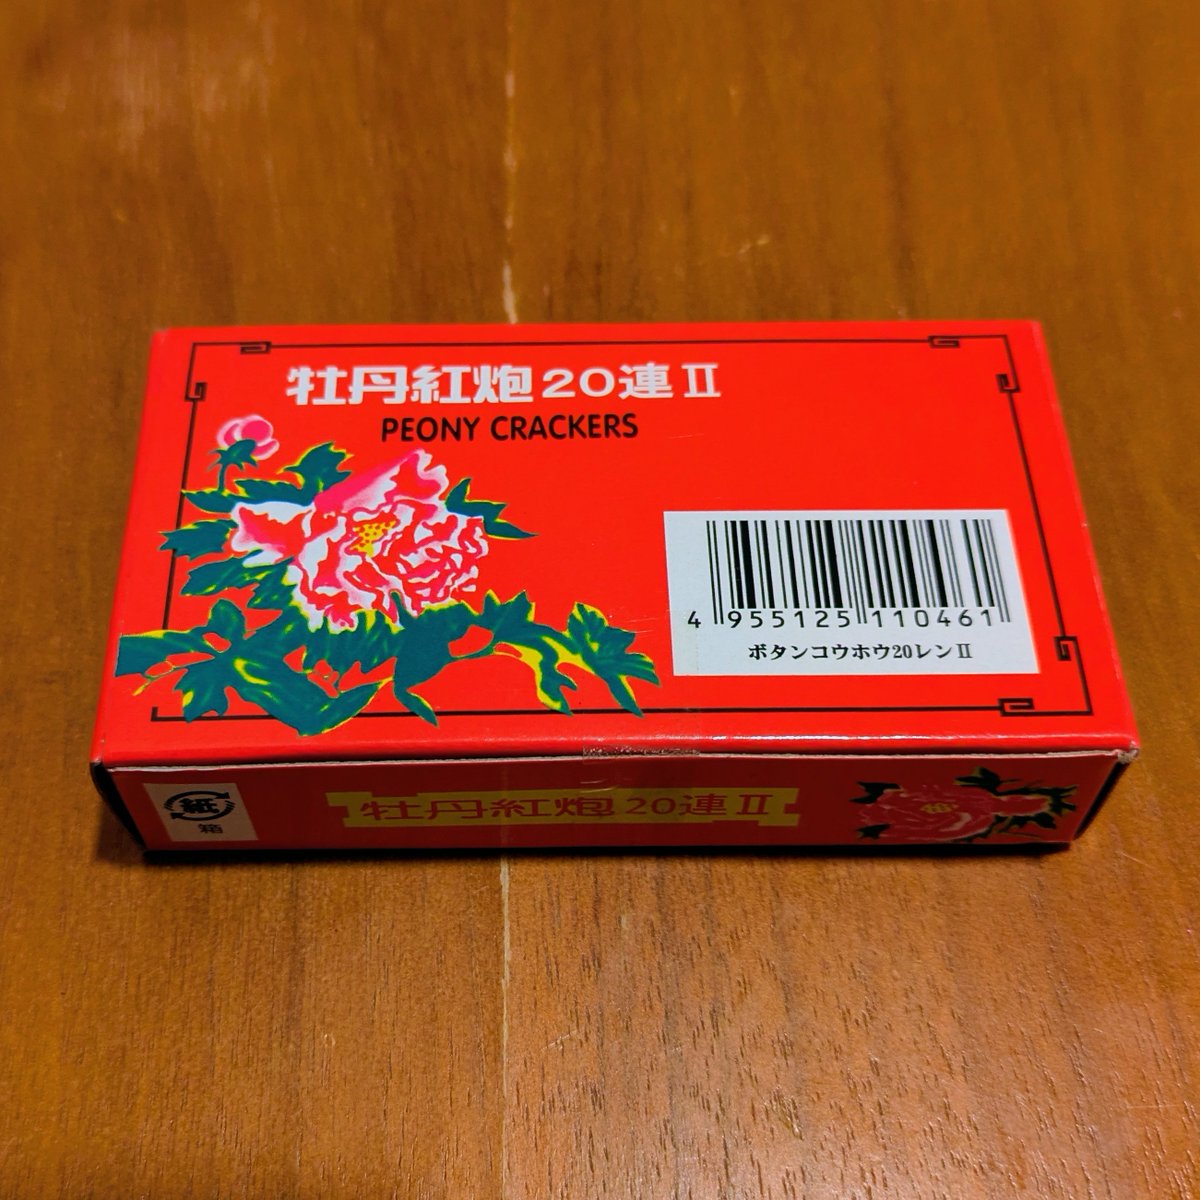 牡丹紅炮20連Ⅱ
PEONY CRACKERS
4 955125 110461
ボタンコウホウ20レンⅡ
紙
箱
牡丹紅炮20連Ⅱ